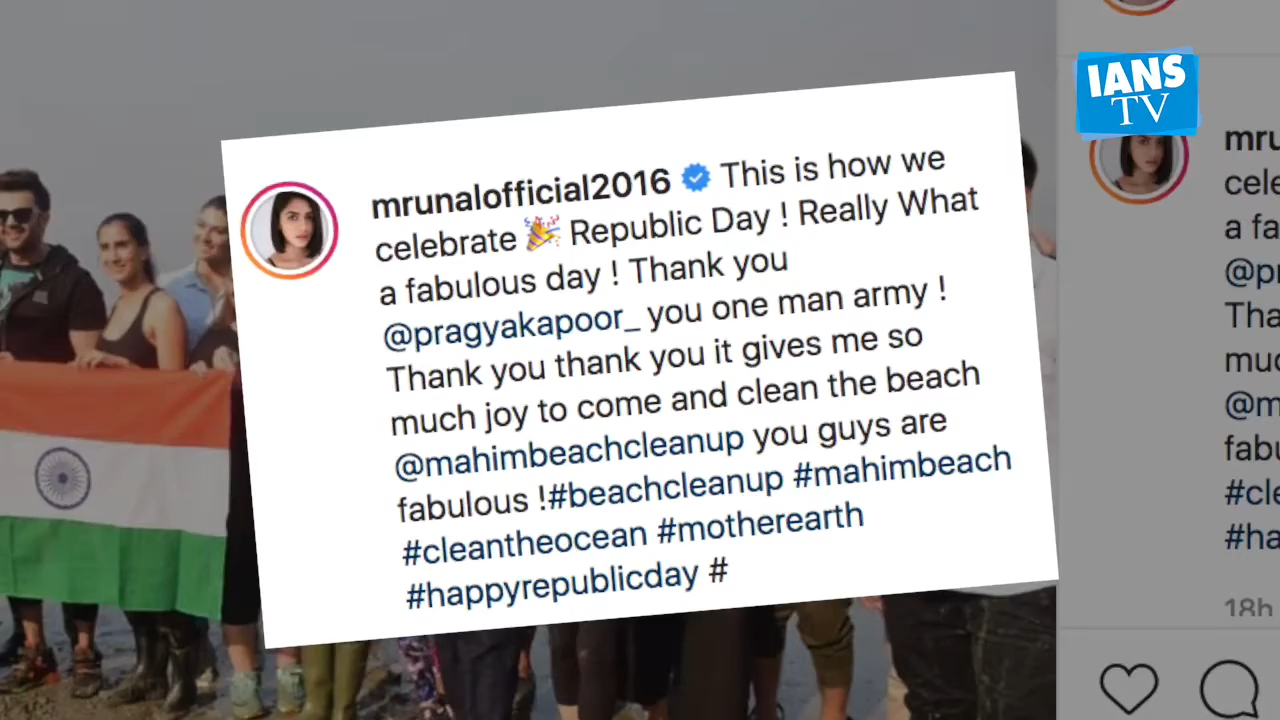 IANS
TV
mrunalofficial2016 This is how we
celebrate 🎉 Republic Day ! Really What
a fabulous day ! Thank you
@pragyakapoor_ you one man army !
Thank you thank you it gives me so
much joy to come and clean the beach
@mahimbeachcleanup you guys are
fabulous !#beachcleanup #mahimbeach
#cleantheocean #motherearth
#happyrepublicday #
mru
cele
a fa
@pr
Tha
muc
@m
fabu
#cle
#ha
18h